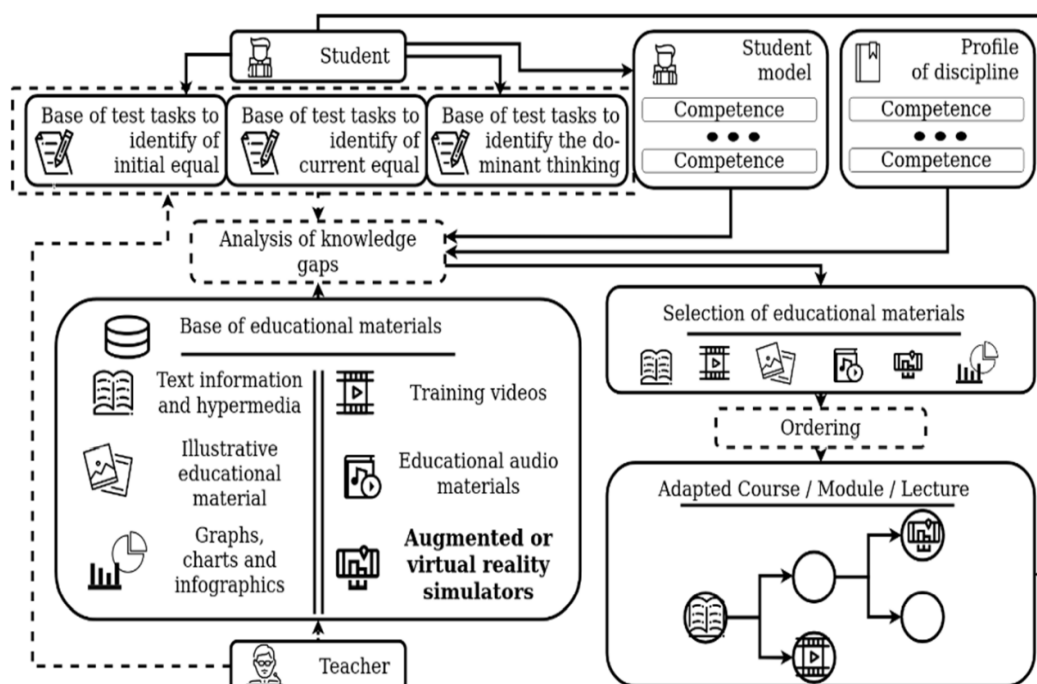 Student
Student
model
Competence
Competence
Profile
of discipline
Competence
Competence
Base of test tasks to
identify of
initial equal
Base of test tasks to
identify of
current equal
Base of test tasks to
identify the do-
minant thinking
Analysis of knowledge
gaps
Base of educational materials
Text information
and hypermedia
Training videos
Illustrative
educational
material
Educational audio
materials
Graphs,
charts and
infographics
Augmented or
virtual reality
simulators
Teacher
Selection of educational materials
Ordering
Adapted Course / Module / Lecture